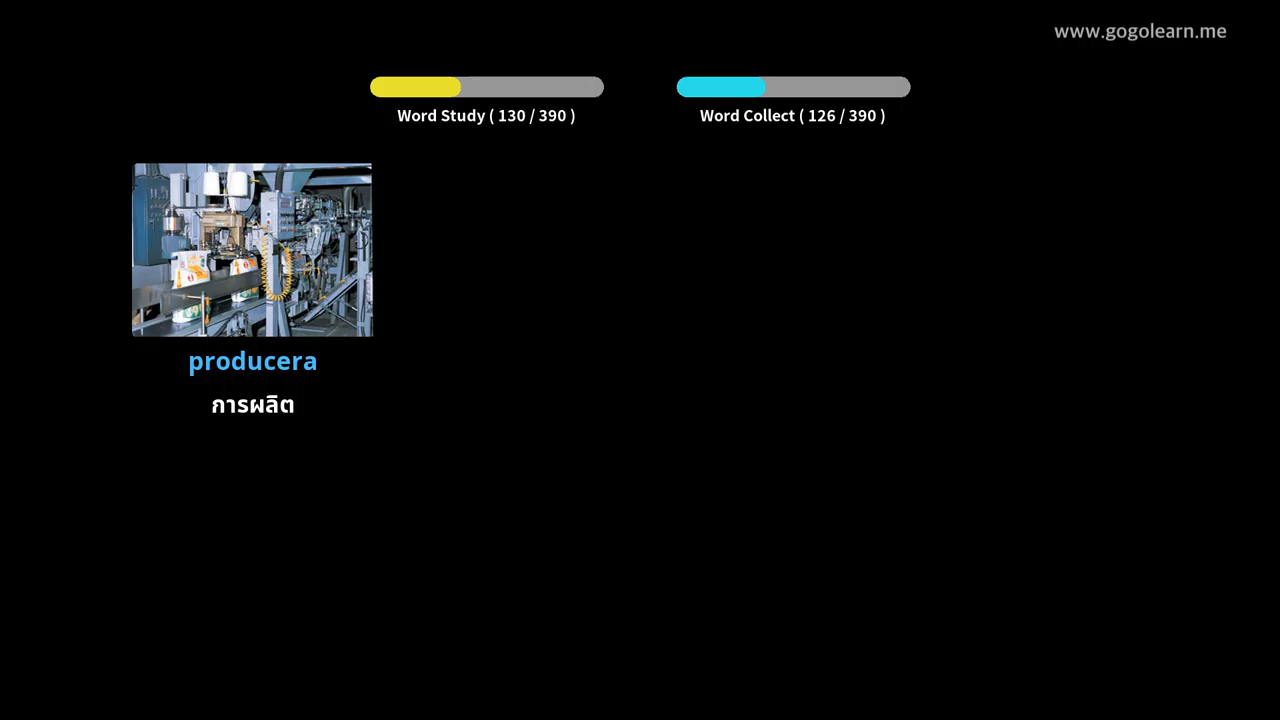 www.gogolearn.me
Word Study ( 130 / 390 )
Word Collect ( 126 / 390 )
producera
การผลิต